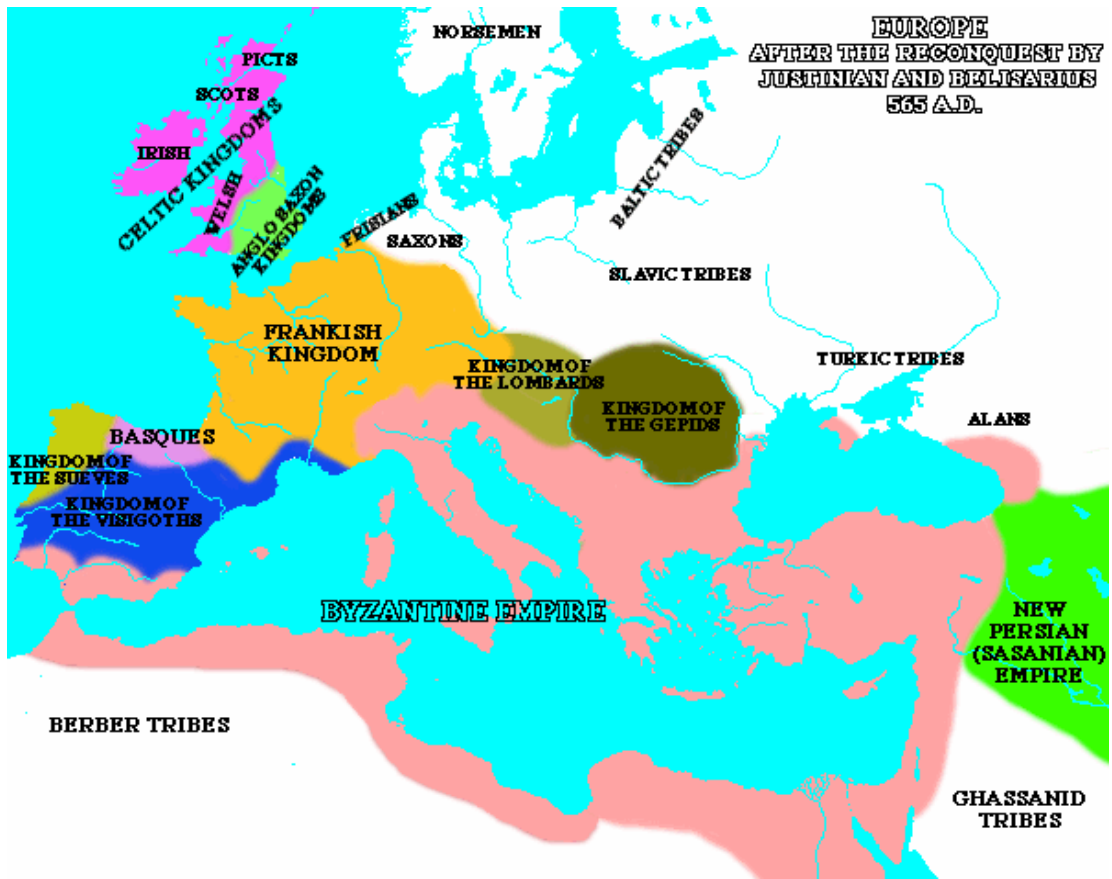 EUROPE
AFTER THE RECONQUEST BY
JUSTINIAN AND BELISARIUS
565 A.D.
NORSEMEN
PICTS
SCOTS
CELTIC KINGDOMS
IRISH
WELSH
ANGLO SAXON
KINGDOMS
FRISIANS
SAXONS
BALTIC TRIBES
SLAVIC TRIBES
FRANKISH
KINGDOM
KINGDOM OF
THE LOMBARDS
TURKIC TRIBES
KINGDOM OF
THE GEPIDS
ALANS
BASQUES
KINGDOM OF
THE SUEVES
KINGDOM OF
THE VISIGOTHS
BYZANTINE EMPIRE
NEW
PERSIAN
(SASANIAN)
EMPIRE
BERBER TRIBES
GHASSANID
TRIBES